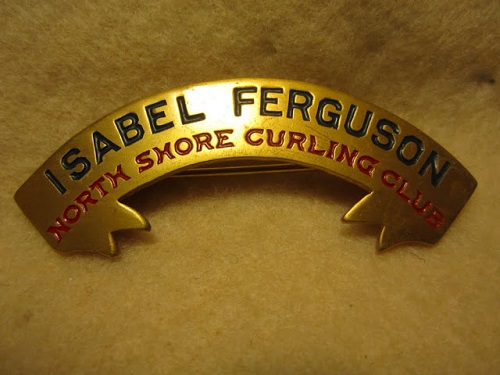 ISABEL FERGUSON
NORTH SHORE CURLING CLUB